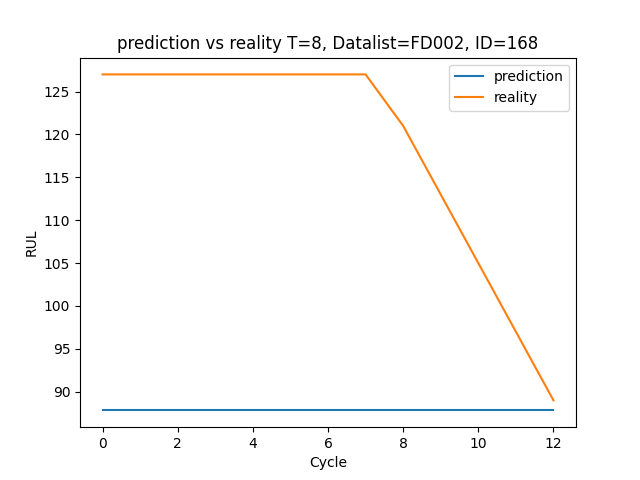 prediction vs reality T=8, Datalist=FD002, ID=168
prediction
reality
125
120
115
110
105
100
95
90
RUL
0 2 4 6 8 10 12
Cycle